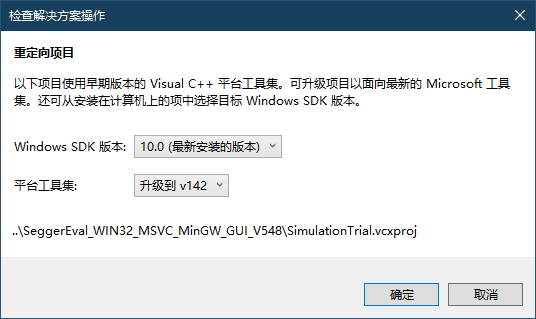 检查解决方案操作
重定向项目
以下项目使用早期版本的 Visual C++ 平台工具集。可升级项目以面向最新的 Microsoft 工具
集。还可从安装在计算机上的项中选择目标 Windows SDK 版本。
Windows SDK 版本: 10.0 (最新安装的版本)
平台工具集: 升级到 v142
..\SeggerEval_WIN32_MSVC_MinGW_GUI_V548\SimulationTrial.vcxproj
确定 取消